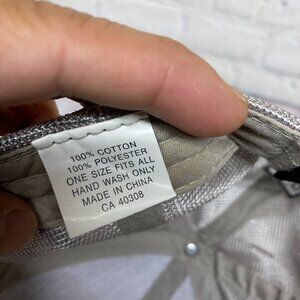 100% COTTON
100% POLYESTER
ONE SIZE FITS ALL
HAND WASH ONLY
MADE IN CHINA
CA 40308